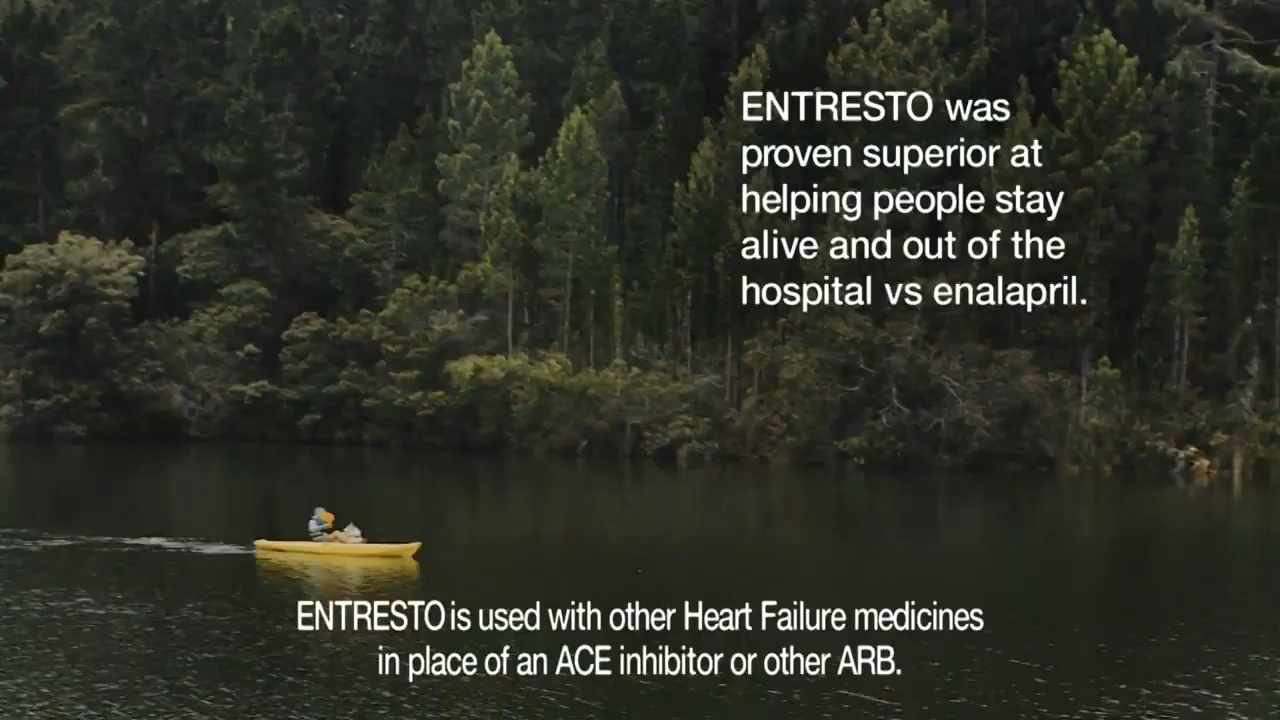 ENTRESTO was
proven superior at
helping people stay
alive and out of the
hospital vs enalapril.
ENTRESTO is used with other Heart Failure medicines
in place of an ACE inhibitor or other ARB.